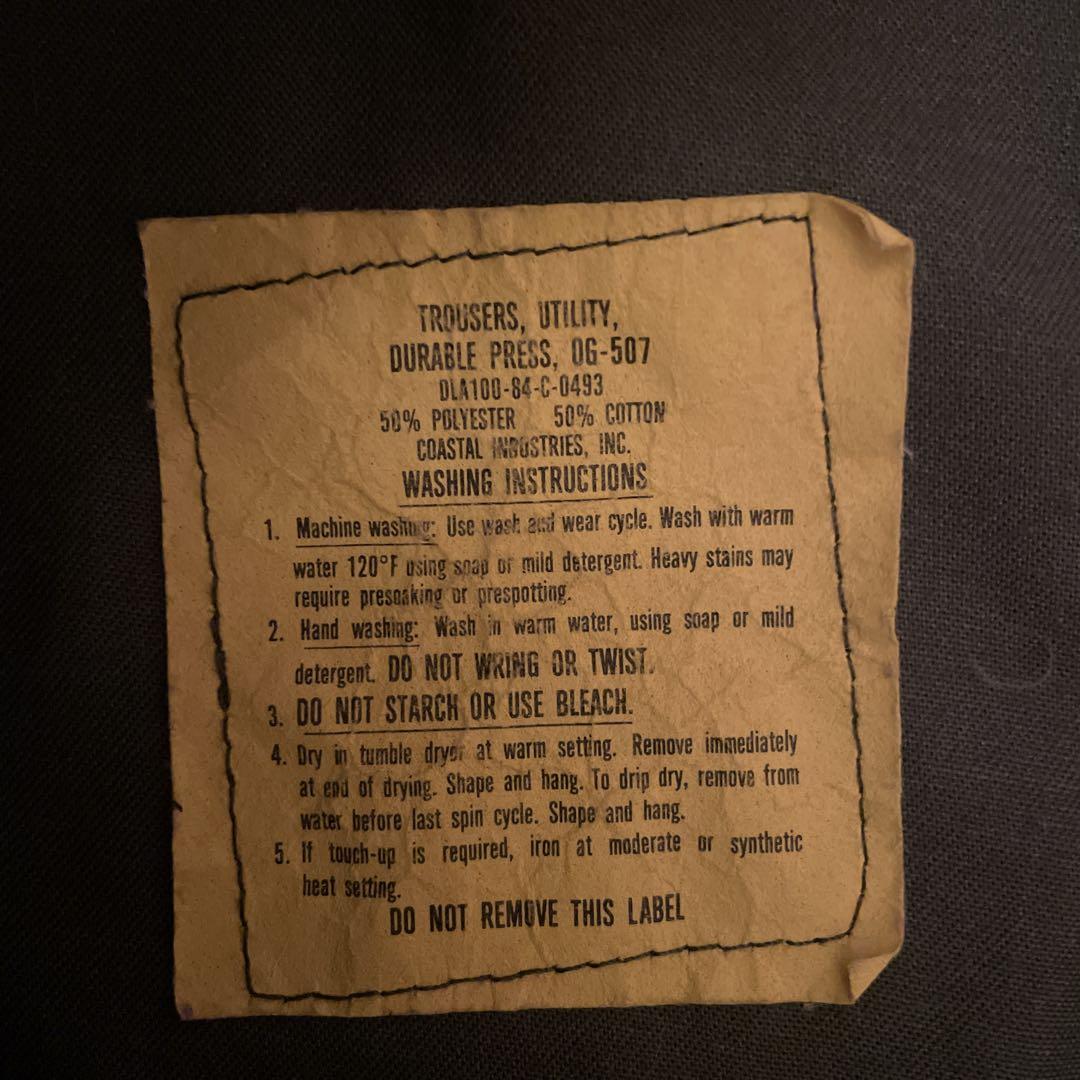 TROUSERS, UTILITY,
DURABLE PRESS, OG-507
DLA100-84-C-0493
50% POLYESTER 50% COTTON
COASTAL INDUSTRIES, INC.
WASHING INSTRUCTIONS
1. Machine washing: Use wash and wear cycle. Wash with warm
water 120°F using soap or mild detergent. Heavy stains may
require presoaking or prespotting.
2. Hand washing: Wash in warm water, using soap or mild
detergent. DO NOT WRING OR TWIST.
3. DO NOT STARCH OR USE BLEACH.
4. Dry in tumble dryer at warm setting. Remove immediately
at end of drying. Shape and hang. To drip dry, remove from
water before last spin cycle. Shape and hang.
5. If touch-up is required, iron at moderate or synthetic
heat setting.
DO NOT REMOVE THIS LABEL